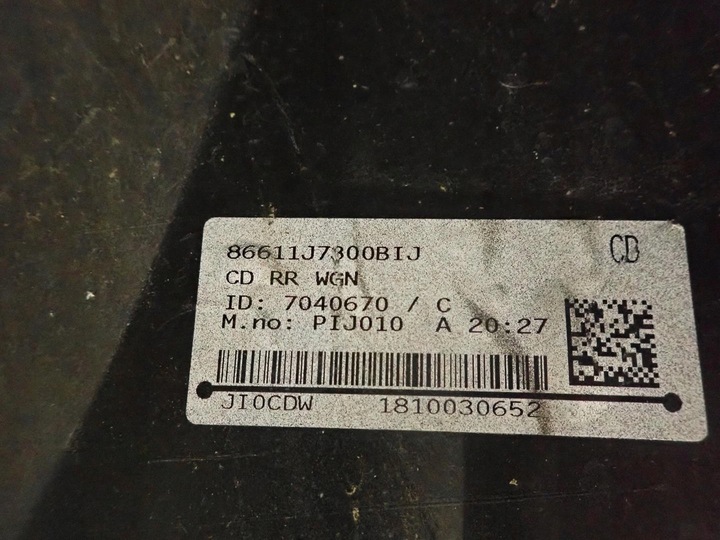 86611J7300BIJ
CD
CD RR WGN
ID: 7040670 / C
M.no: PIJ010 A 20:27
JI0CDW 1810030652